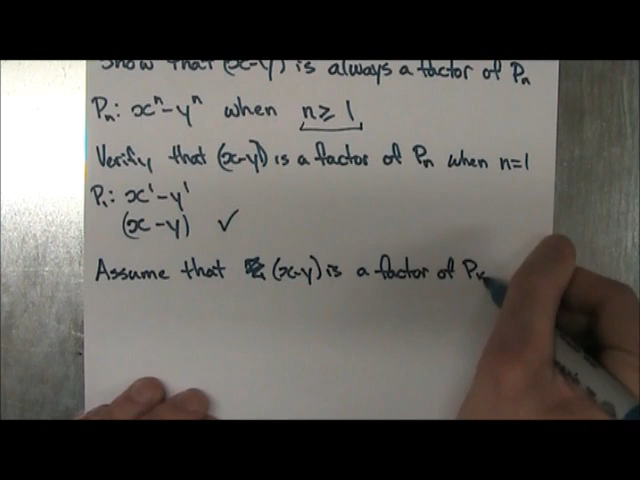 Show that (x-y) is always a factor of Pₙ
Pₙ: xⁿ-yⁿ when n≥1
Verify that (x-y) is a factor of Pₙ when n=1
P₁: x¹-y¹
(x-y) ✓
Assume that (x-y) is a factor of Pₖ